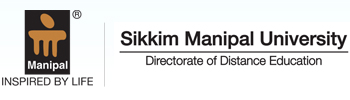 ®
Manipal
INSPIRED BY LIFE
Sikkim Manipal University
Directorate of Distance Education